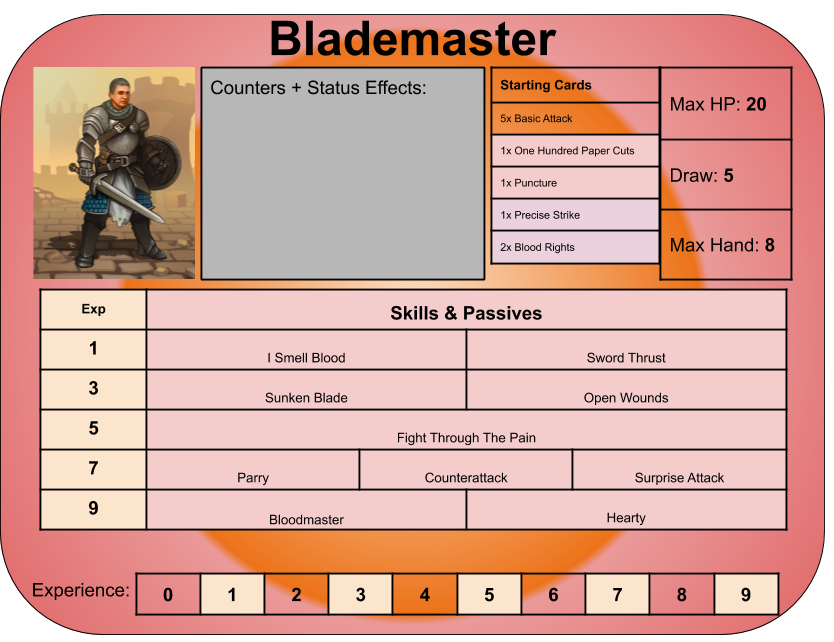 Blademaster
Counters + Status Effects:
Starting Cards
5x Basic Attack
1x One Hundred Paper Cuts
1x Puncture
1x Precise Strike
2x Blood Rights
Max HP: 20
Draw: 5
Max Hand: 8
Exp
Skills & Passives
1
I Smell Blood
Sword Thrust
3
Sunken Blade
Open Wounds
5
Fight Through The Pain
7
Parry
Counterattack
Surprise Attack
9
Bloodmaster
Hearty
Experience: 0 1 2 3 4 5 6 7 8 9